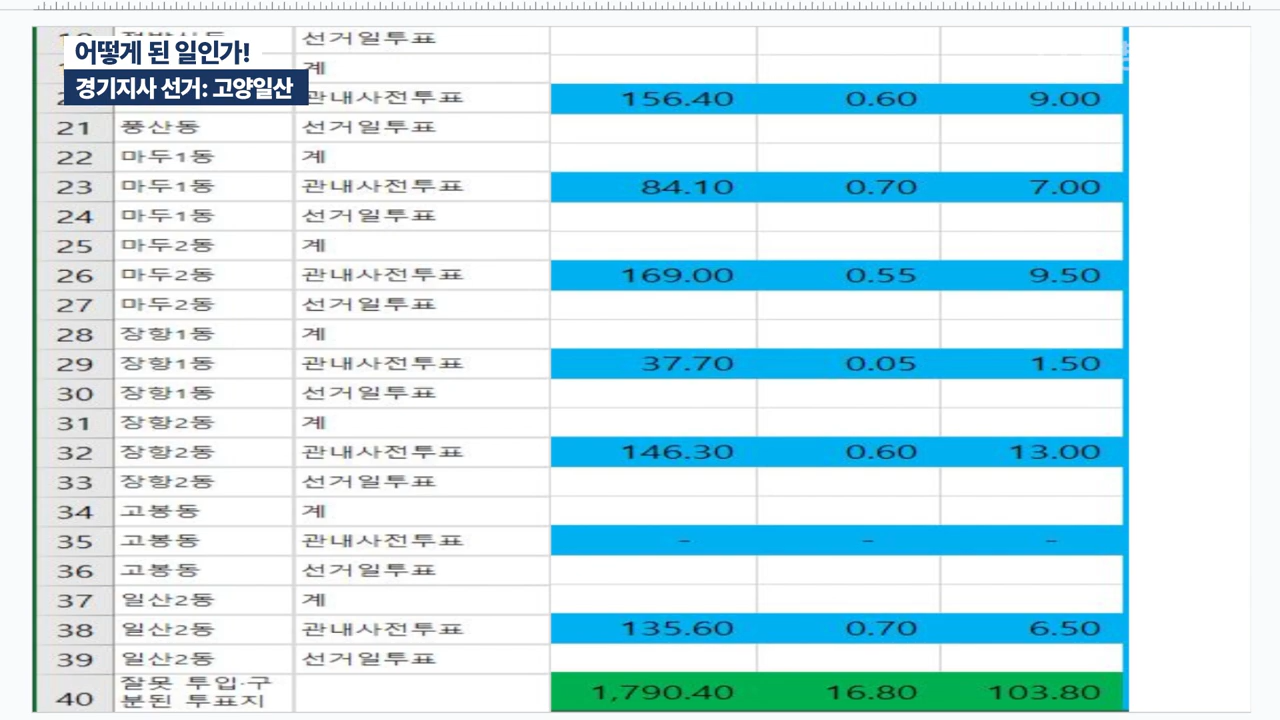 선거일투표
어떻게 된 일인가!
계
경기지사 선거: 고양일산
관내사전투표 156.40 0.60 9.00
21 풍산동 선거일투표
22 마두1동 계
23 마두1동 관내사전투표 84.10 0.70 7.00
24 마두1동 선거일투표
25 마두2동 계
26 마두2동 관내사전투표 169.00 0.55 9.50
27 마두2동 선거일투표
28 장항1동 계
29 장항1동 관내사전투표 37.70 0.05 1.50
30 장항1동 선거일투표
31 장항2동 계
32 장항2동 관내사전투표 146.30 0.60 13.00
33 장항2동 선거일투표
34 고봉동 계
35 고봉동 관내사전투표 - - -
36 고봉동 선거일투표
37 일산2동 계
38 일산2동 관내사전투표 135.60 0.70 6.50
39 일산2동 선거일투표
잘못 투입·구
40 분된 투표지 1,790.40 16.80 103.80